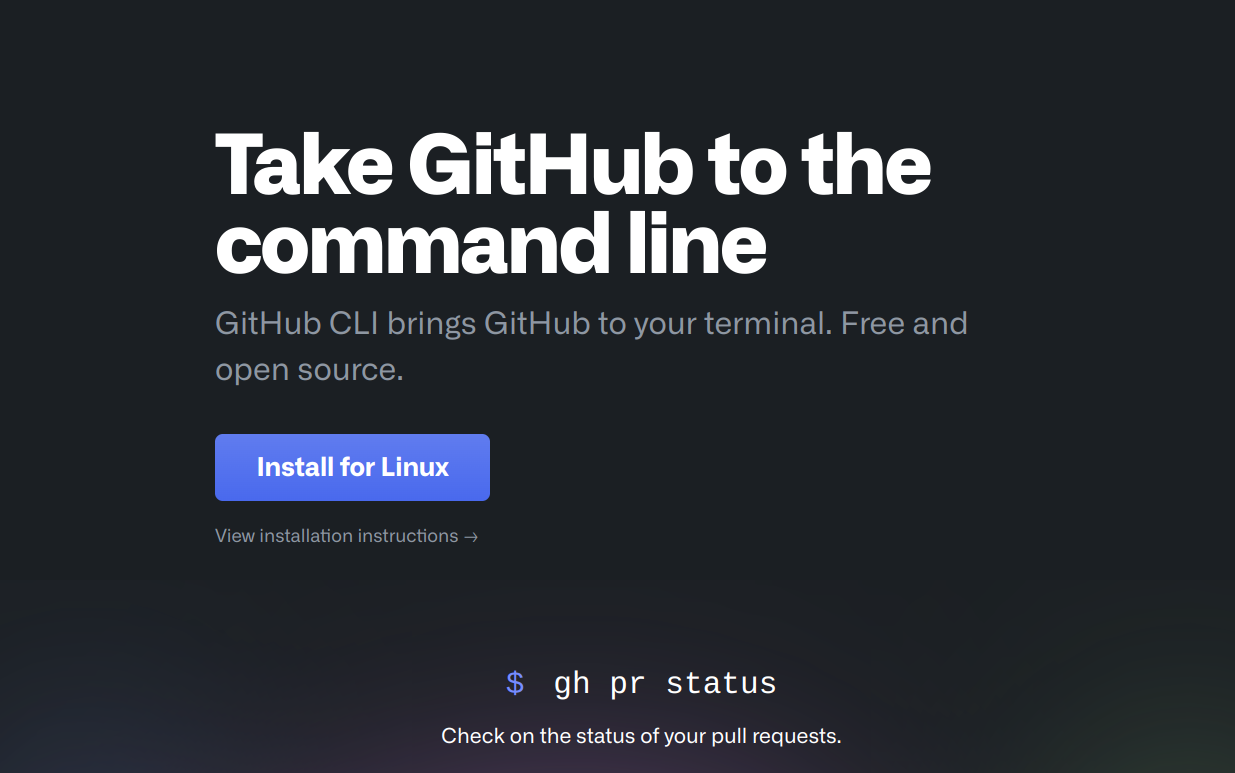 Take GitHub to the
command line
GitHub CLI brings GitHub to your terminal. Free and
open source.
Install for Linux
View installation instructions →
$ gh pr status
Check on the status of your pull requests.